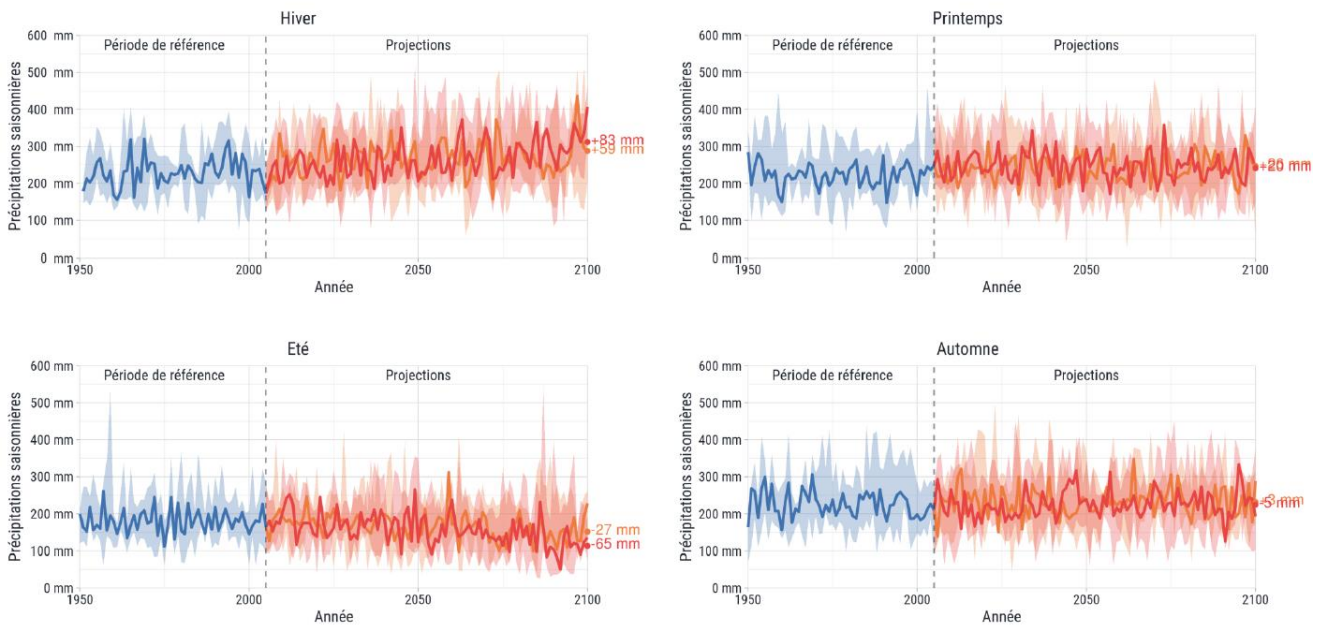 Hiver
Précipitations saisonnières
600 mm
500 mm
400 mm
300 mm
200 mm
100 mm
0 mm
Période de référence
Projections
+83 mm
+59 mm
1950
2000
2050
2100
Année
Printemps
Précipitations saisonnières
600 mm
500 mm
400 mm
300 mm
200 mm
100 mm
0 mm
Période de référence
Projections
+20 mm
1950
2000
2050
2100
Année
Eté
Précipitations saisonnières
600 mm
500 mm
400 mm
300 mm
200 mm
100 mm
0 mm
Période de référence
Projections
-27 mm
-65 mm
1950
2000
2050
2100
Année
Automne
Précipitations saisonnières
600 mm
500 mm
400 mm
300 mm
200 mm
100 mm
0 mm
Période de référence
Projections
mm
mm
1950
2000
2050
2100
Année